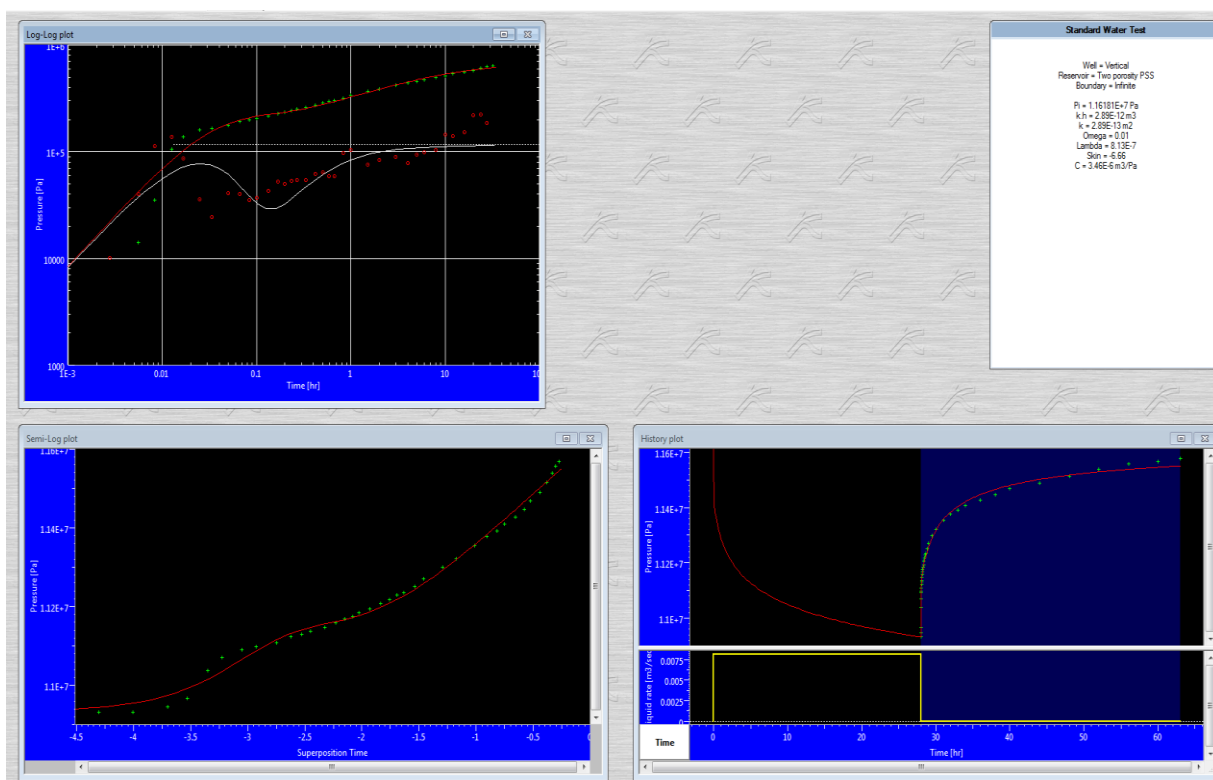 Log-Log plot
1E+6
1E+5
10000
1000
Pressure [Pa]
1E-3 0.01 0.1 1 10
Time [hr]
Standard Water Test
Well = Vertical
Reservoir = Two porosity PSS
Boundary = Infinite
Pi = 1.16181E+7 Pa
k.h = 2.89E-12 m3
k = 2.89E-13 m2
Omega = 0.01
Lambda = 8.13E-7
Skin = -6.66
C = 3.46E-6 m3/Pa
Semi-Log plot
1.16E+7
1.14E+7
1.12E+7
1.1E+7
Pressure [Pa]
-4.5 -4 -3.5 -3 -2.5 -2 -1.5 -1 -0.5 0
Superposition Time
History plot
1.16E+7
1.14E+7
1.12E+7
1.1E+7
Pressure [Pa]
0.0075
0.005
0.0025
0
iquid rate [m3/sec
Time
0 10 20 30 40 50 60
Time [hr]